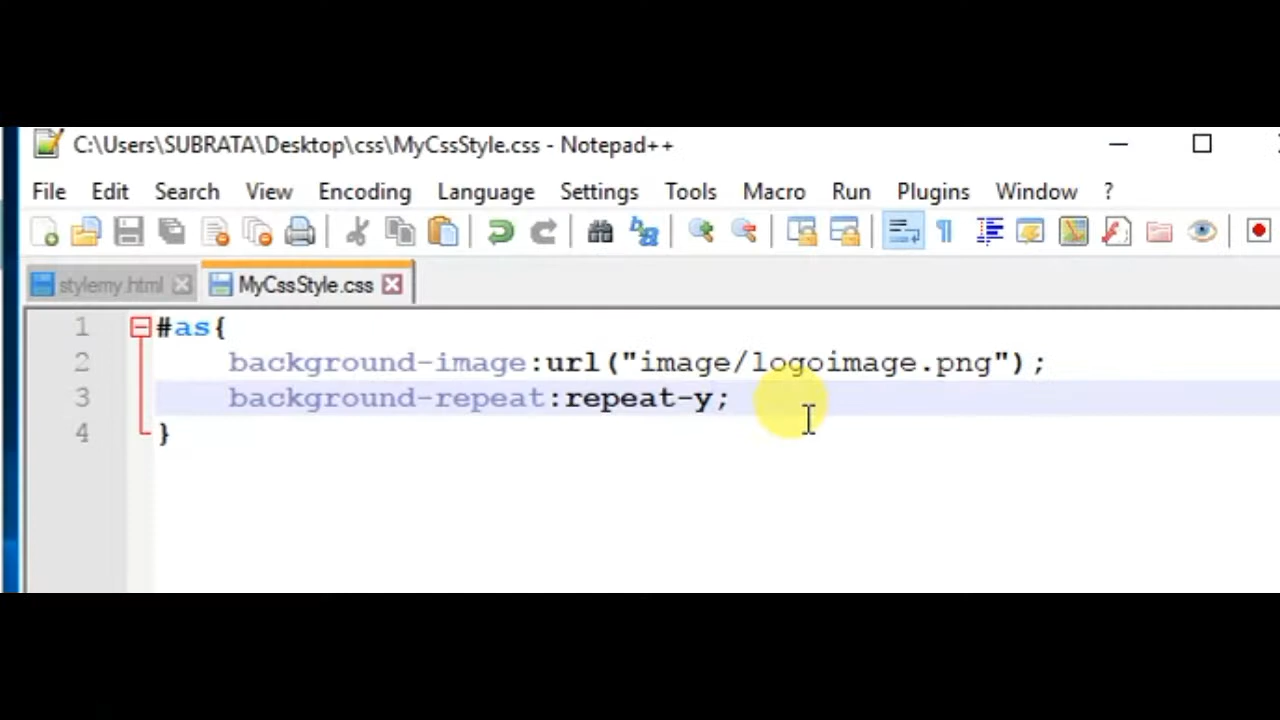 C:\Users\SUBRATA\Desktop\css\MyCssStyle.css - Notepad++
File Edit Search View Encoding Language Settings Tools Macro Run Plugins Window ?
stylemy.html MyCssStyle.css
1 #as{
2 background-image:url("image/logoimage.png");
3 background-repeat:repeat-y;
4 }